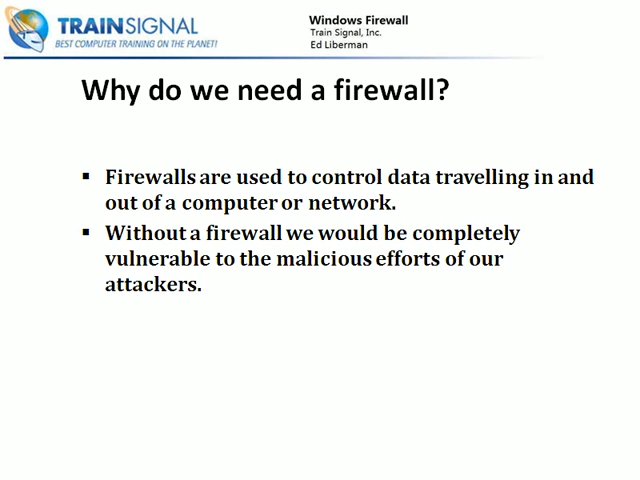 TRAINSIGNAL
BEST COMPUTER TRAINING ON THE PLANET!
Windows Firewall
Train Signal, Inc.
Ed Liberman
Why do we need a firewall?
▪ Firewalls are used to control data travelling in and
out of a computer or network.
▪ Without a firewall we would be completely
vulnerable to the malicious efforts of our
attackers.